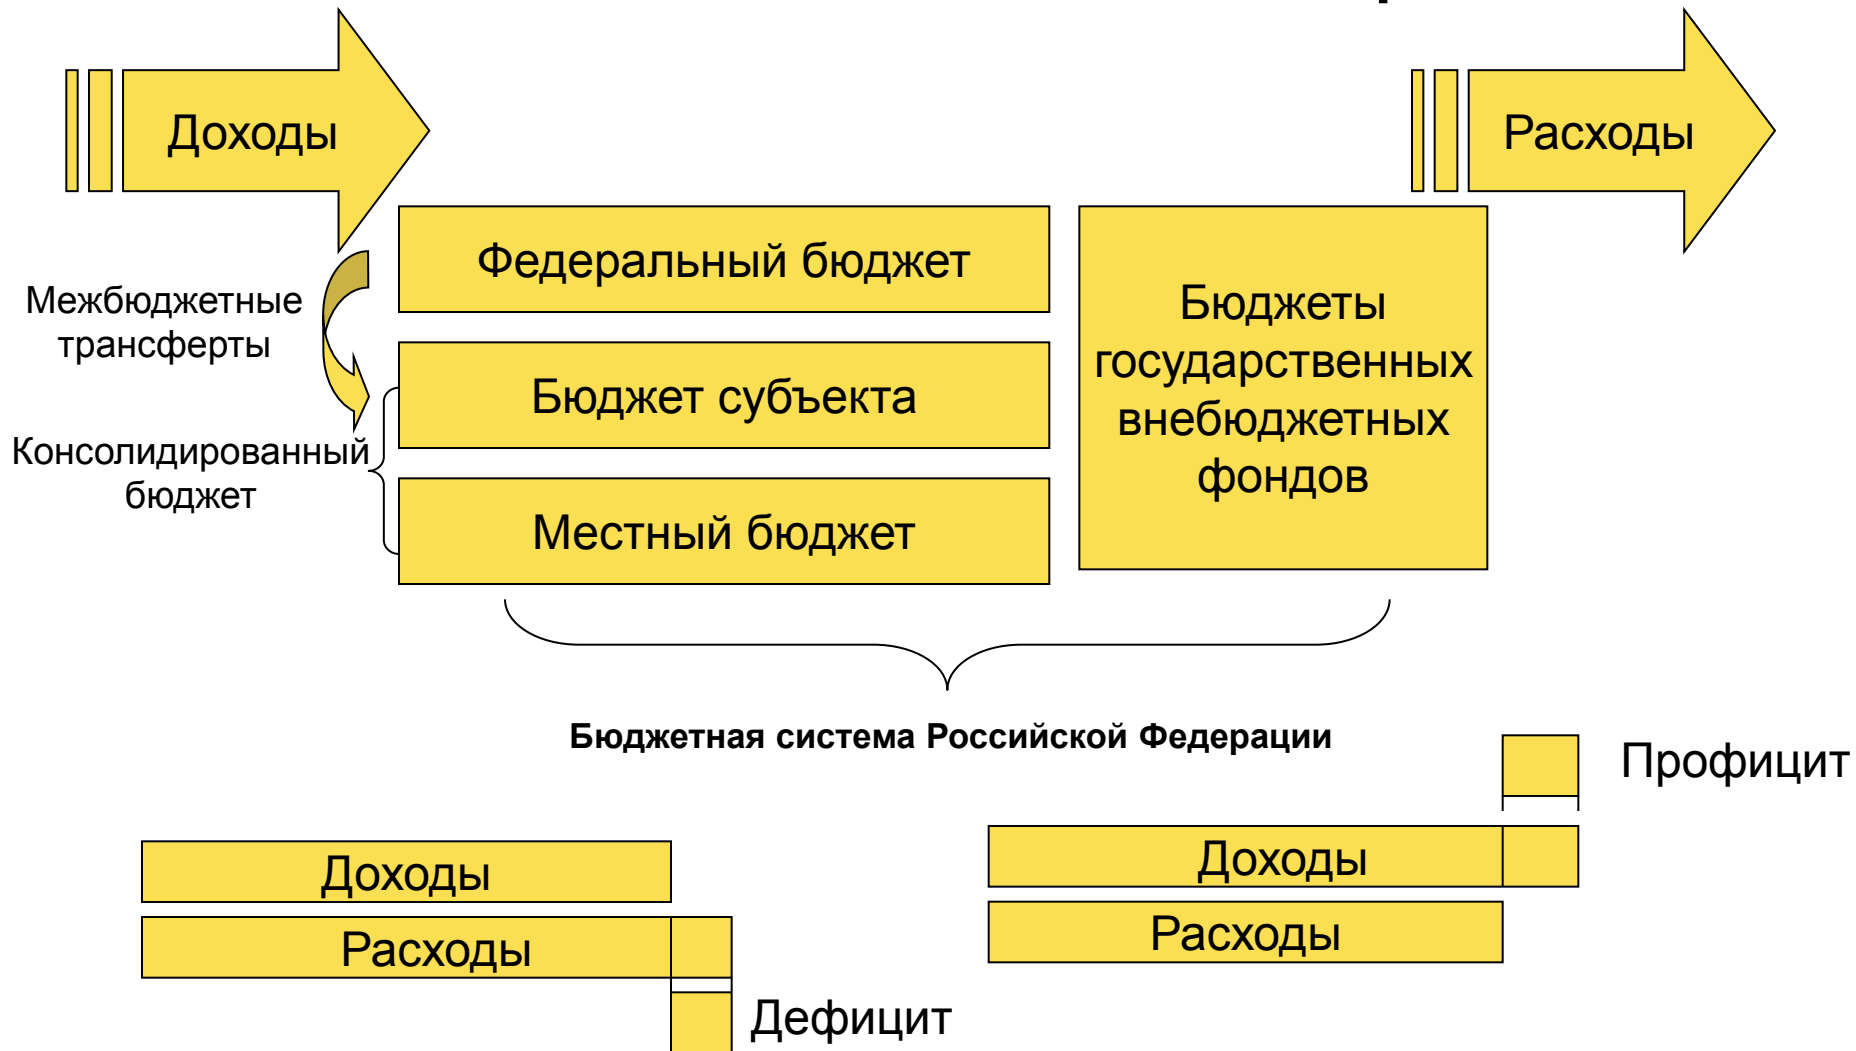 Доходы
Расходы
Федеральный бюджет
Межбюджетные
трансферты
Бюджет субъекта
Консолидированный
бюджет
Местный бюджет
Бюджеты
государственных
внебюджетных
фондов
Бюджетная система Российской Федерации
Доходы
Расходы
Дефицит
Профицит
Доходы
Расходы